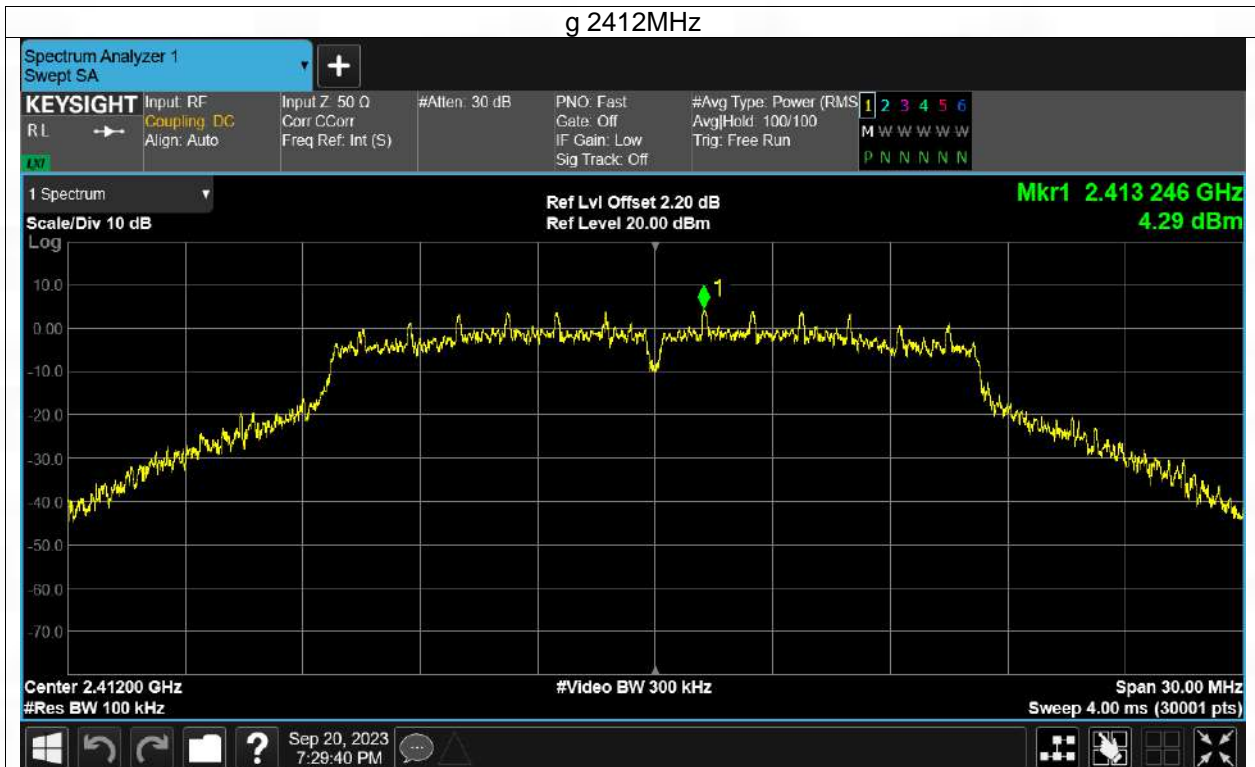 g 2412MHz
Spectrum Analyzer 1
Swept SA
KEYSIGHT
RL
LXI
Input: RF
Coupling: DC
Align: Auto
Input Z: 50 Ω
Corr CCorr
Freq Ref: Int (S)
#Atten: 30 dB
PNO: Fast
Gate: Off
IF Gain: Low
Sig Track: Off
#Avg Type: Power (RMS
Avg|Hold: 100/100
Trig: Free Run
1 2 3 4 5 6
M W W W W W
P N N N N N
1 Spectrum
Scale/Div 10 dB
Log
Ref Lvl Offset 2.20 dB
Ref Level 20.00 dBm
Mkr1 2.413 246 GHz
4.29 dBm
1
10.0
0.00
-10.0
-20.0
-30.0
-40.0
-50.0
-60.0
-70.0
Center 2.41200 GHz
#Res BW 100 kHz
#Video BW 300 kHz
Span 30.00 MHz
Sweep 4.00 ms (30001 pts)
?
Sep 20, 2023
7:29:40 PM